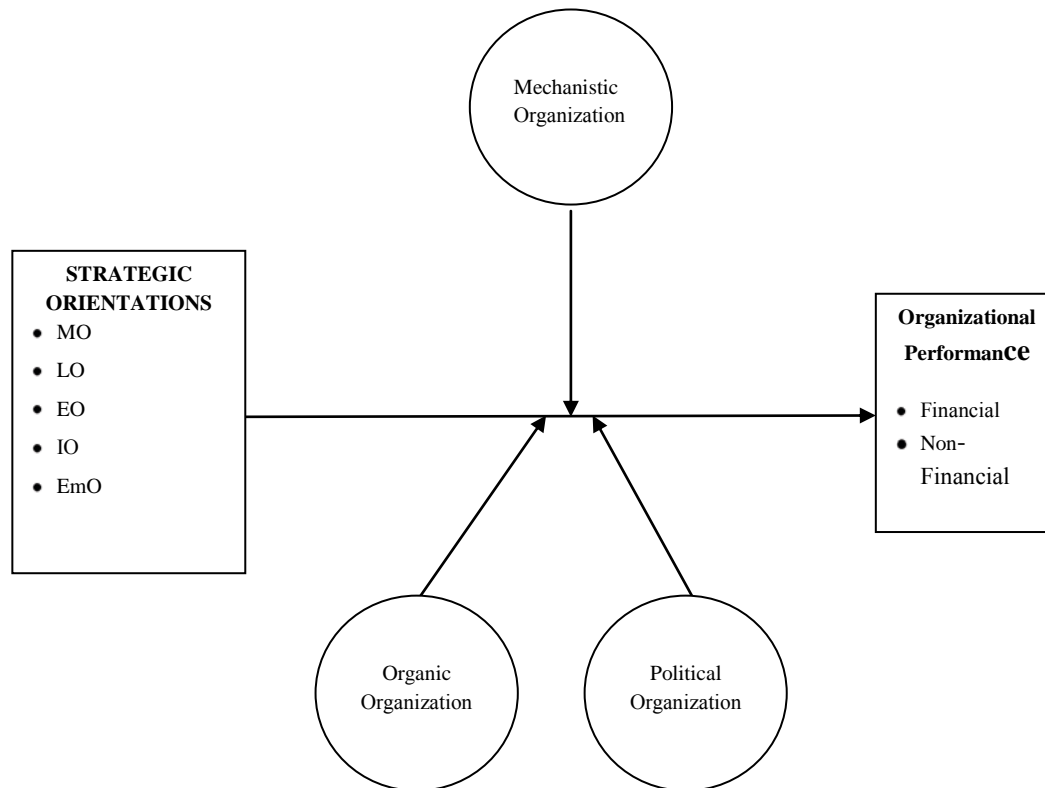 Mechanistic
Organization
STRATEGIC
ORIENTATIONS
• MO
• LO
• EO
• IO
• EmO
Organizational
Performance
• Financial
• Non-
Financial
Organic
Organization
Political
Organization